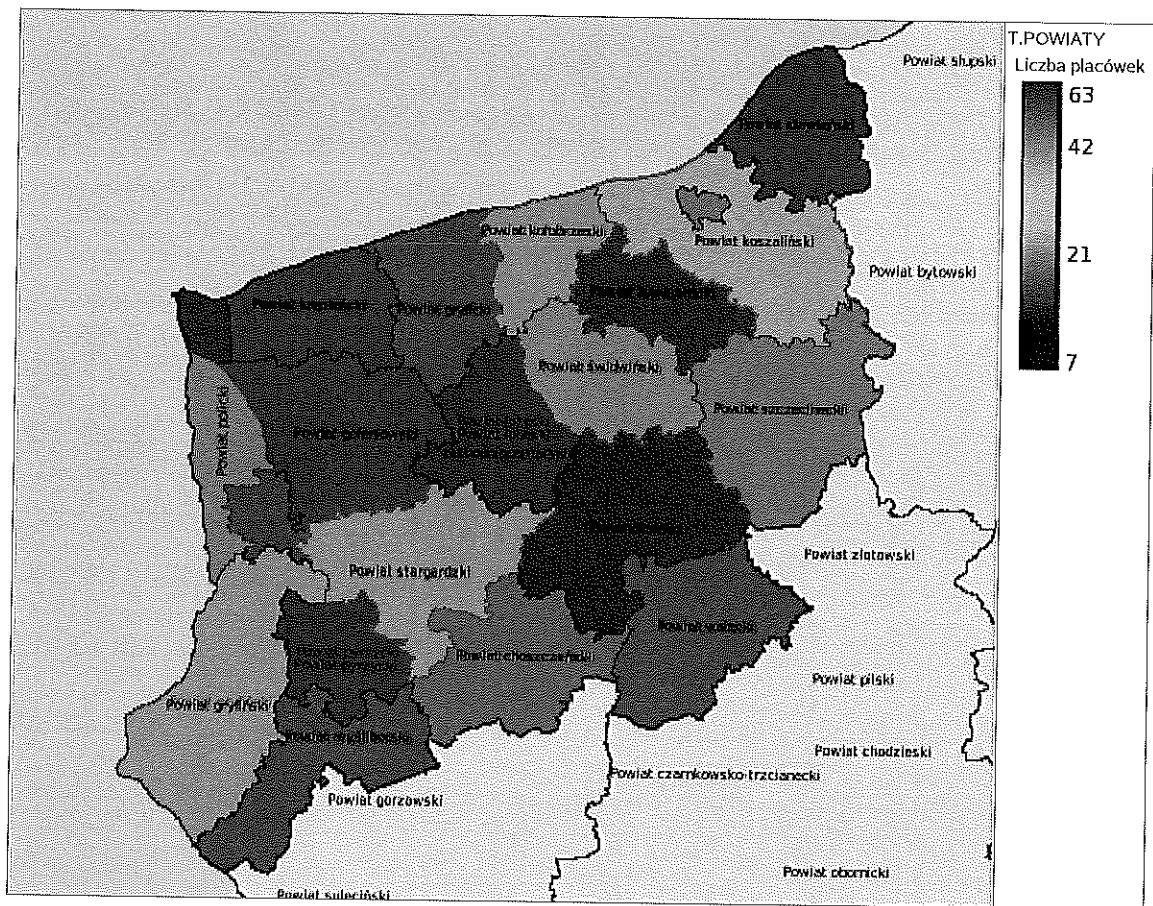 T.POWIATY
Liczba placówek
63
42
21
7
Powiat słupski
Powiat kołobrzeski
Powiat koszaliński
Powiat bytowski
Powiat gryficki
Powiat świdwiński
Powiat szczecinecki
Powiat policki
Powiat goleniowski
Powiat złotowski
Powiat stargardzki
Powiat wałecki
Powiat choszczeński
Powiat pilski
Powiat gryfiński
Powiat myśliborski
Powiat chodzieski
Powiat czarnkowsko-trzcianecki
Powiat gorzowski
Powiat obornicki
Powiat sulęciński